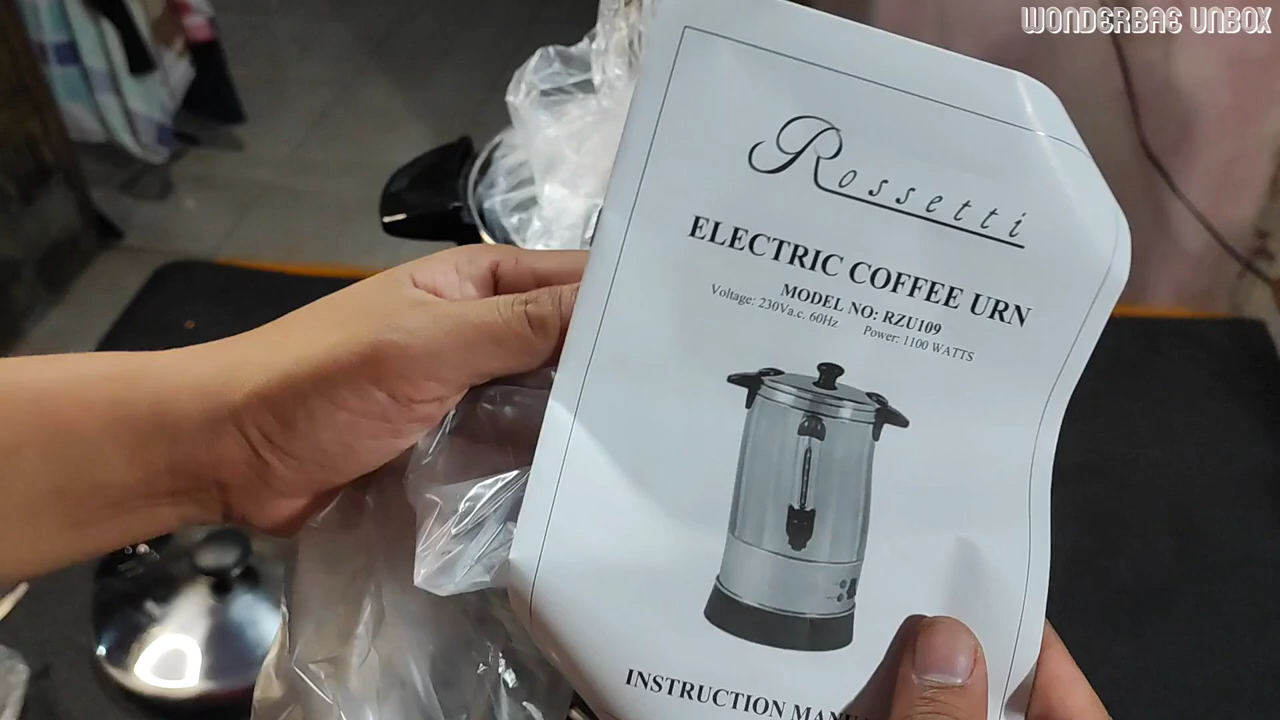 WONDERBAE UNBOX
Rossetti
ELECTRIC COFFEE URN
MODEL NO: RZU109
Voltage: 230Va.c. 60Hz Power: 1100 WATTS
INSTRUCTION